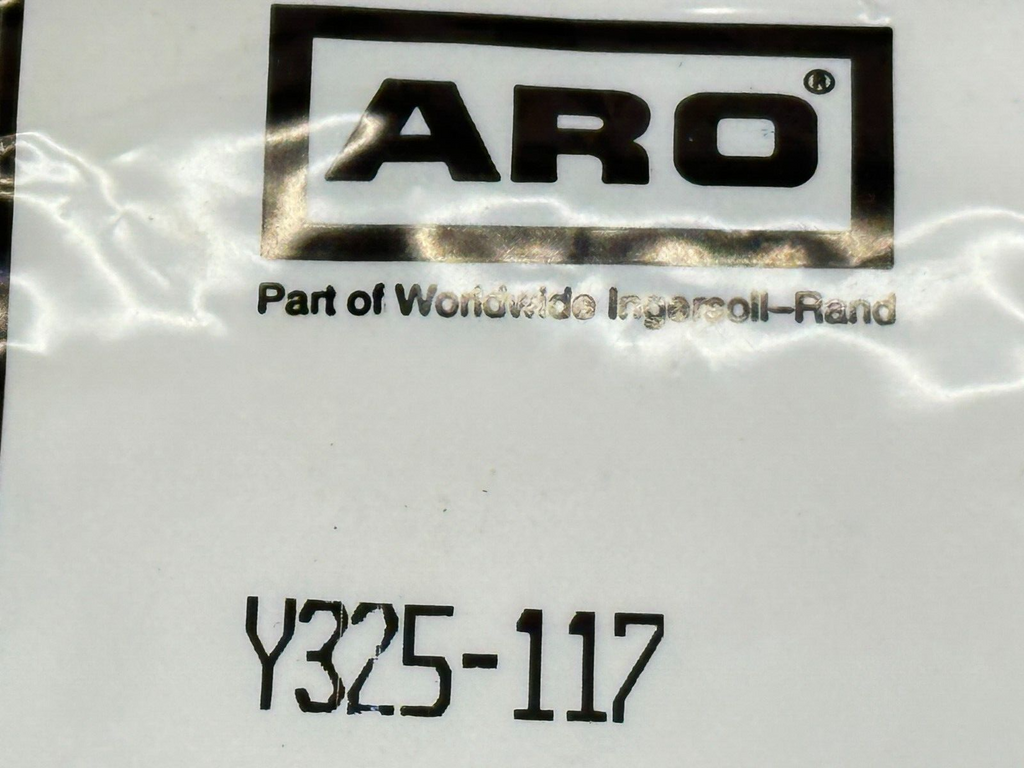 ARO®
Part of Worldwide Ingersoll-Rand
Y325-117